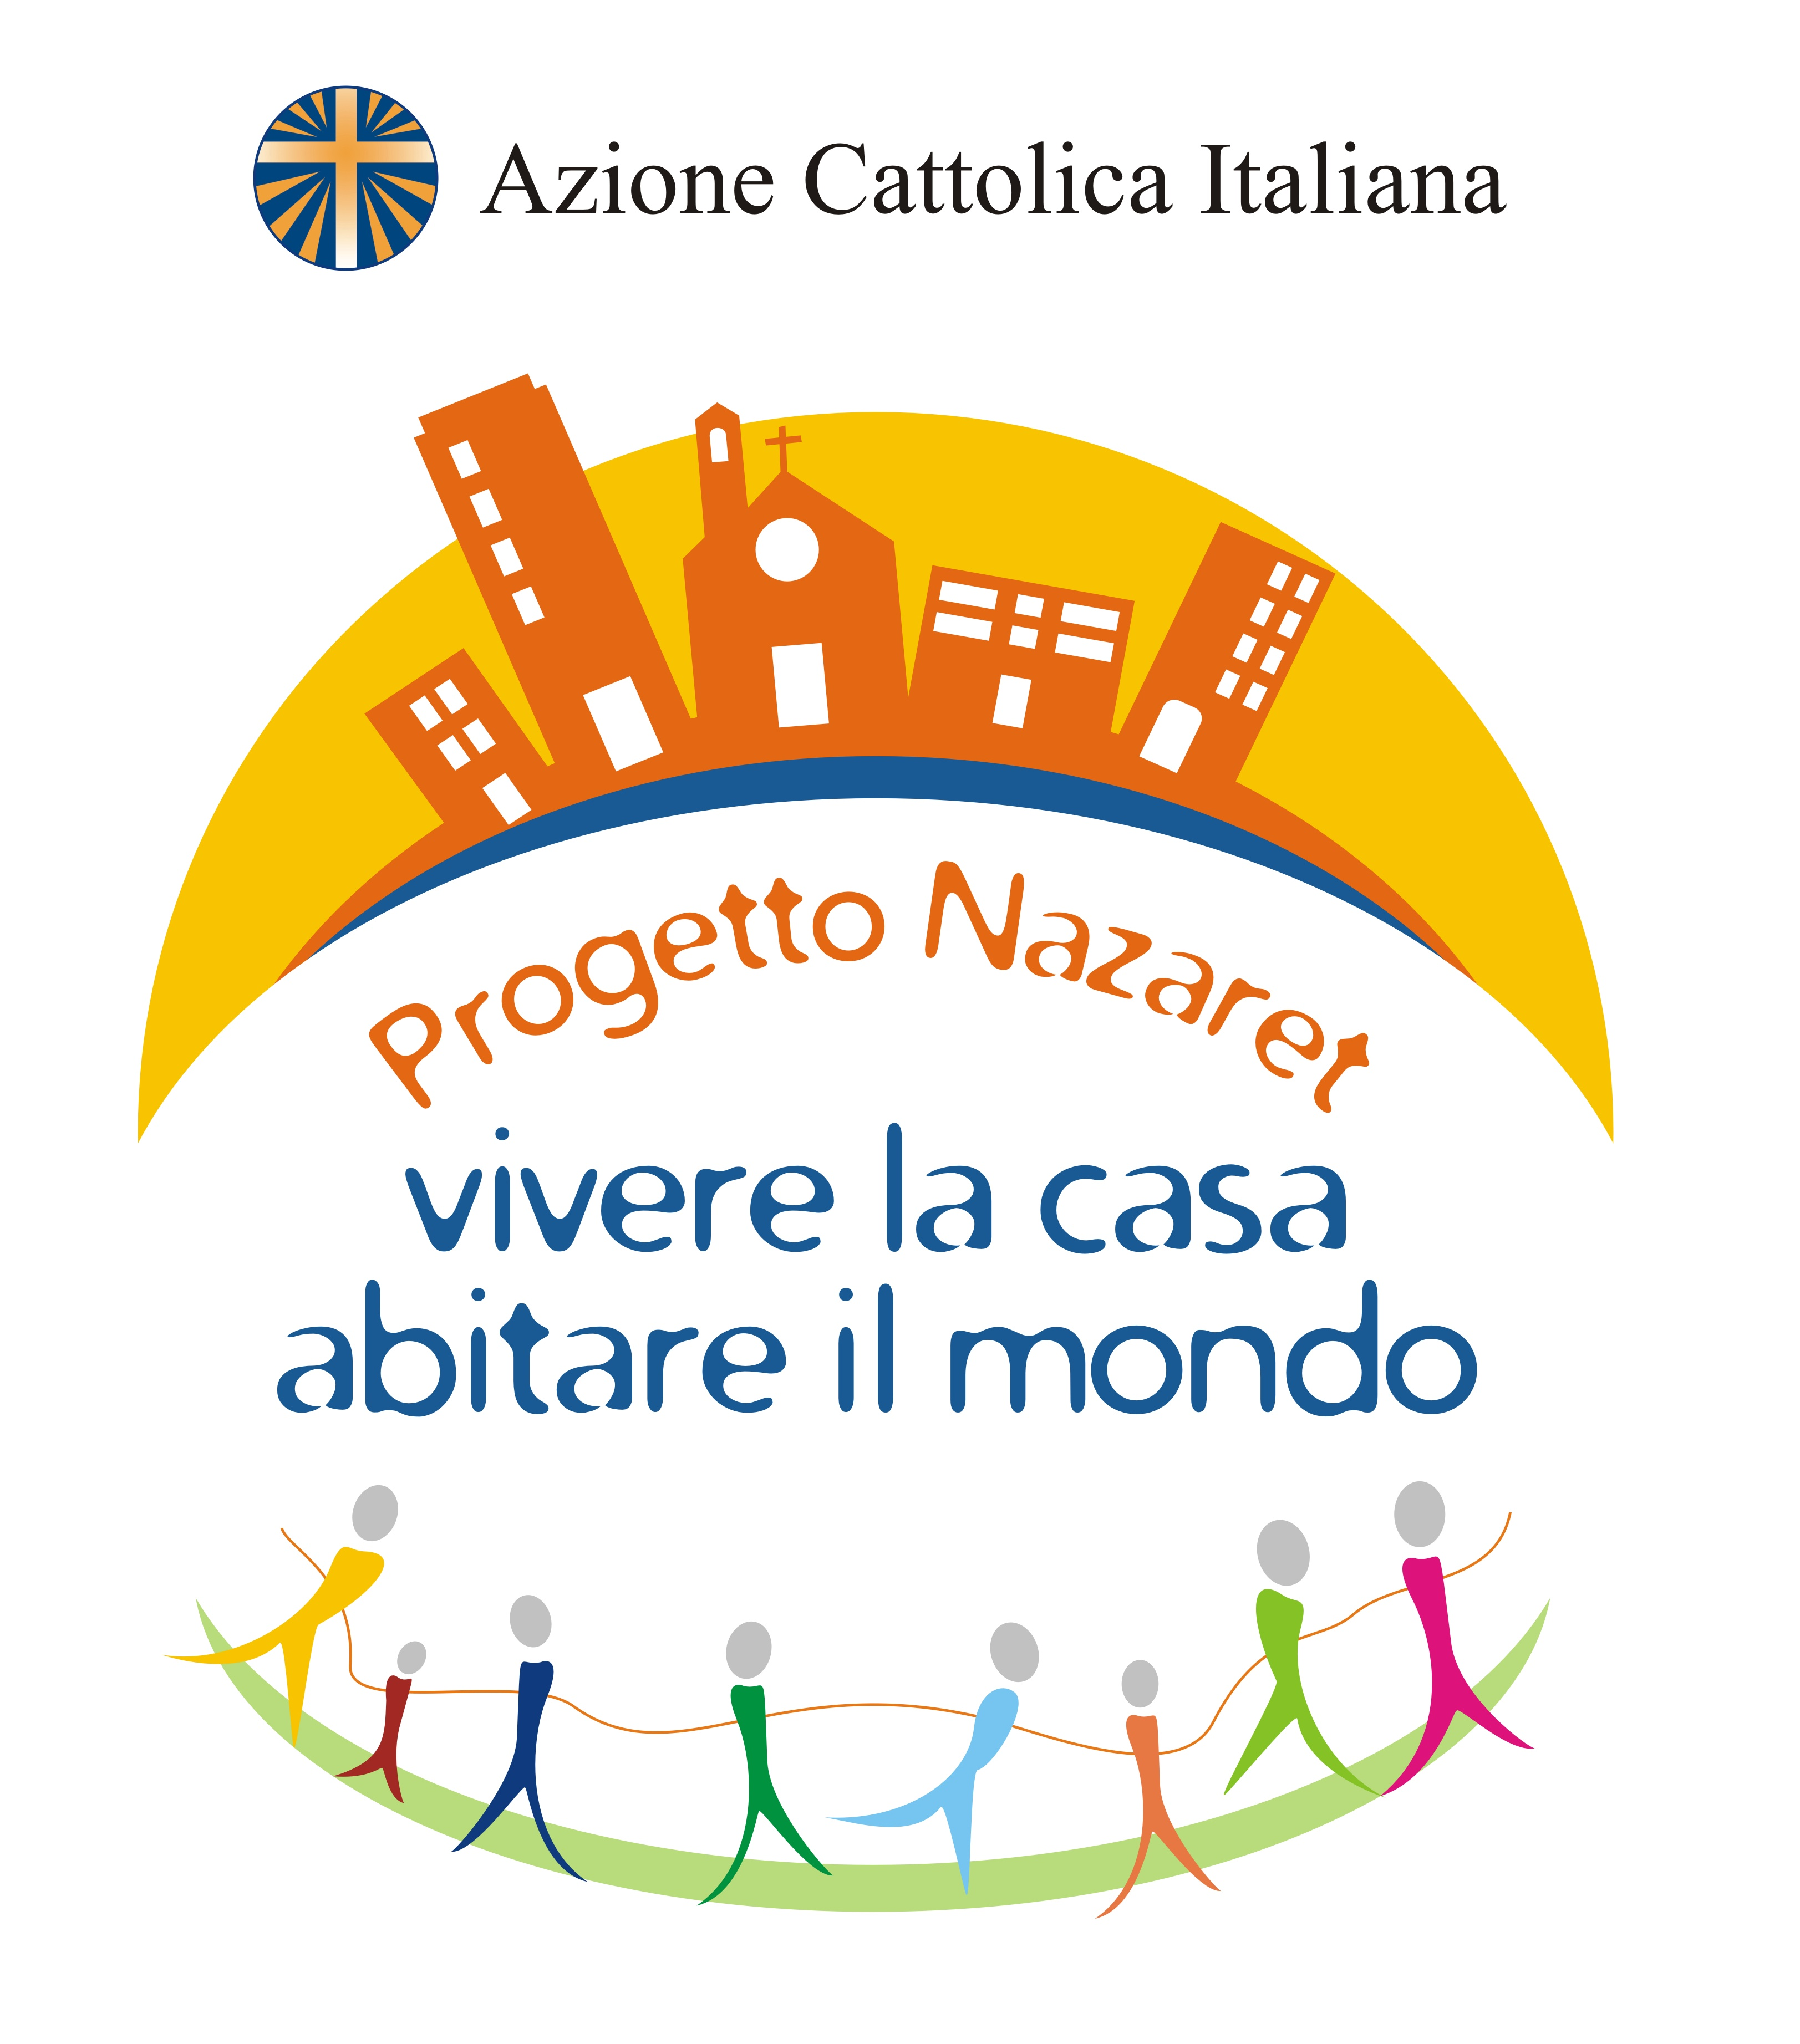 Azione Cattolica Italiana
Progetto Nazaret
vivere la casa
abitare il mondo